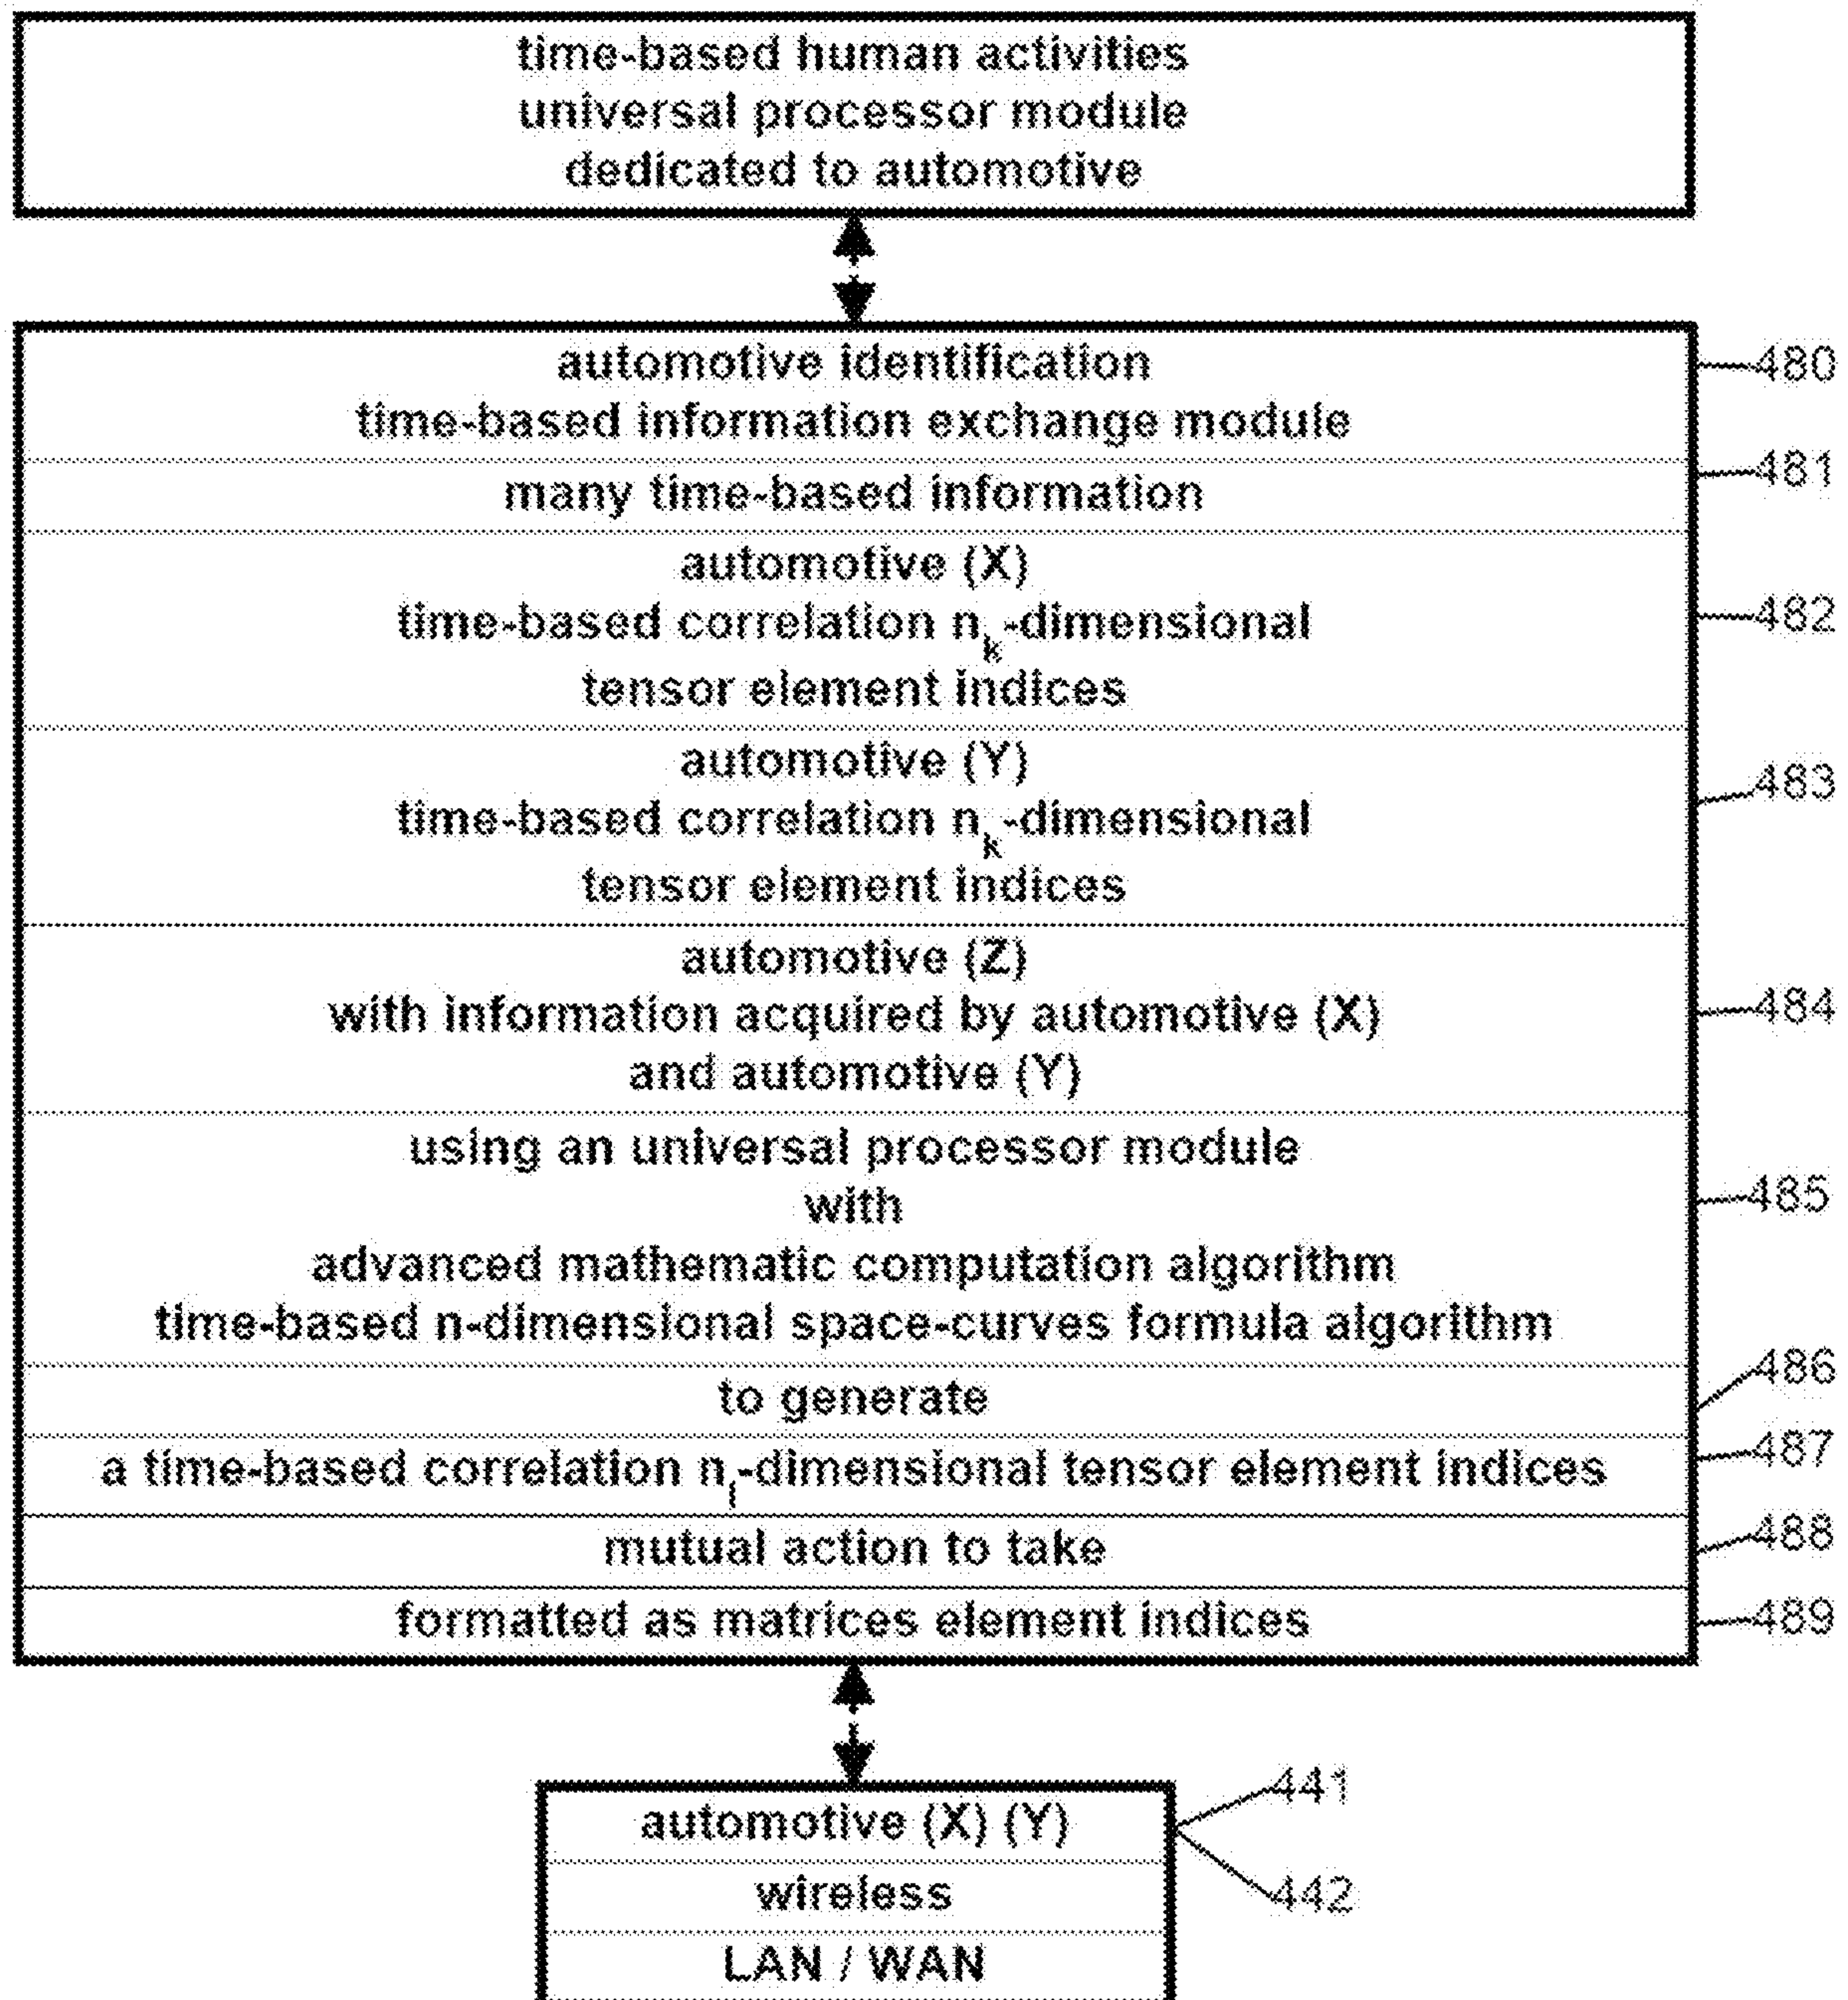 time-based human activities
universal processor module
dedicated to automotive
automotive identification
time-based information exchange module
480
many time-based information
481
automotive (X)
time-based correlation nk-dimensional
tensor element indices
482
automotive (Y)
time-based correlation nk-dimensional
tensor element indices
483
automotive (Z)
with information acquired by automotive (X)
and automotive (Y)
484
using an universal processor module
with
advanced mathematic computation algorithm
time-based n-dimensional space-curves formula algorithm
485
to generate
486
a time-based correlation nl-dimensional tensor element indices
487
mutual action to take
488
formatted as matrices element indices
489
automotive (X) (Y)
441
wireless
442
LAN / WAN